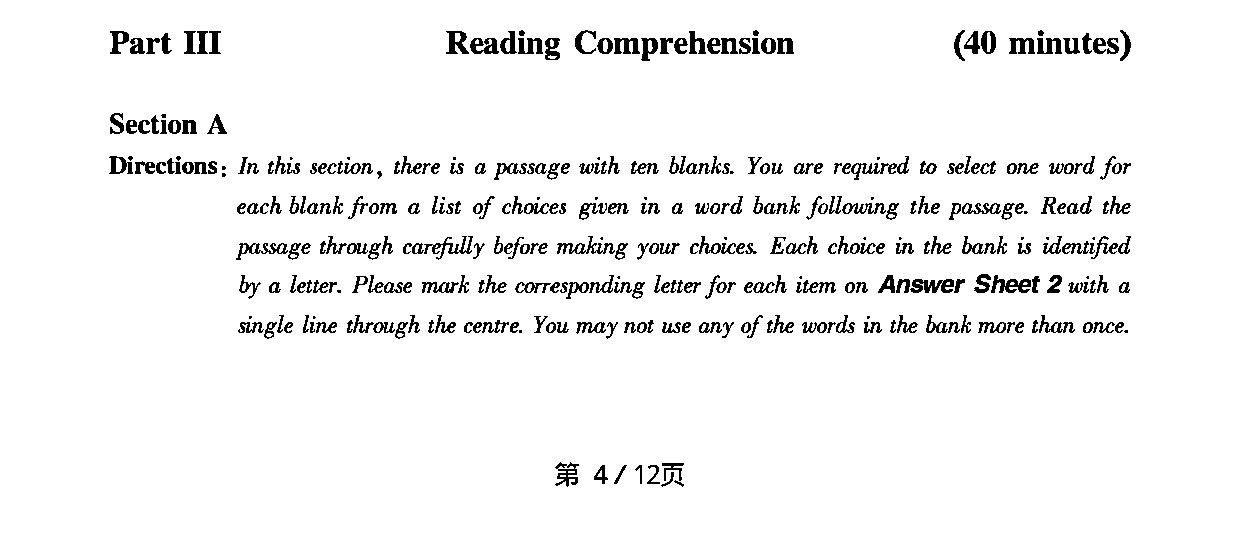 Part III Reading Comprehension (40 minutes)
Section A
Directions: In this section, there is a passage with ten blanks. You are required to select one word for
each blank from a list of choices given in a word bank following the passage. Read the
passage through carefully before making your choices. Each choice in the bank is identified
by a letter. Please mark the corresponding letter for each item on Answer Sheet 2 with a
single line through the centre. You may not use any of the words in the bank more than once.
第 4 / 12页